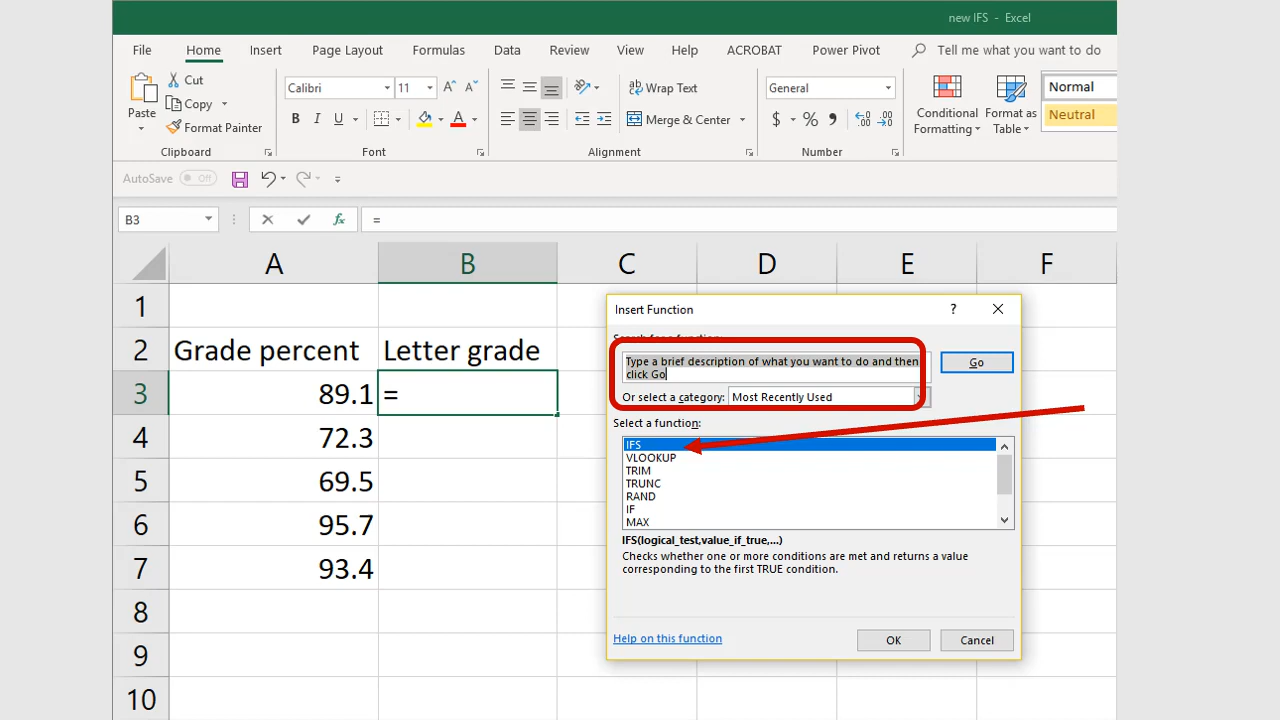 new IFS - Excel
File Home Insert Page Layout Formulas Data Review View Help ACROBAT Power Pivot Tell me what you want to do
Paste
Cut
Copy
Format Painter
Clipboard
Calibri 11
B I U A
Font
Wrap Text
Merge & Center
Alignment
General
$ % ,
Number
Conditional Formatting
Format as Table
Normal
Neutral
AutoSave Off
B3 fx =
A B C D E F
1
2 Grade percent Letter grade
3 89.1 =
4 72.3
5 69.5
6 95.7
7 93.4
8
9
10
Insert Function ?
Search for a function:
Type a brief description of what you want to do and then
click Go
Go
Or select a category: Most Recently Used
Select a function:
IFS
VLOOKUP
TRIM
TRUNC
RAND
IF
MAX
IFS(logical_test,value_if_true,...)
Checks whether one or more conditions are met and returns a value
corresponding to the first TRUE condition.
Help on this function
OK Cancel